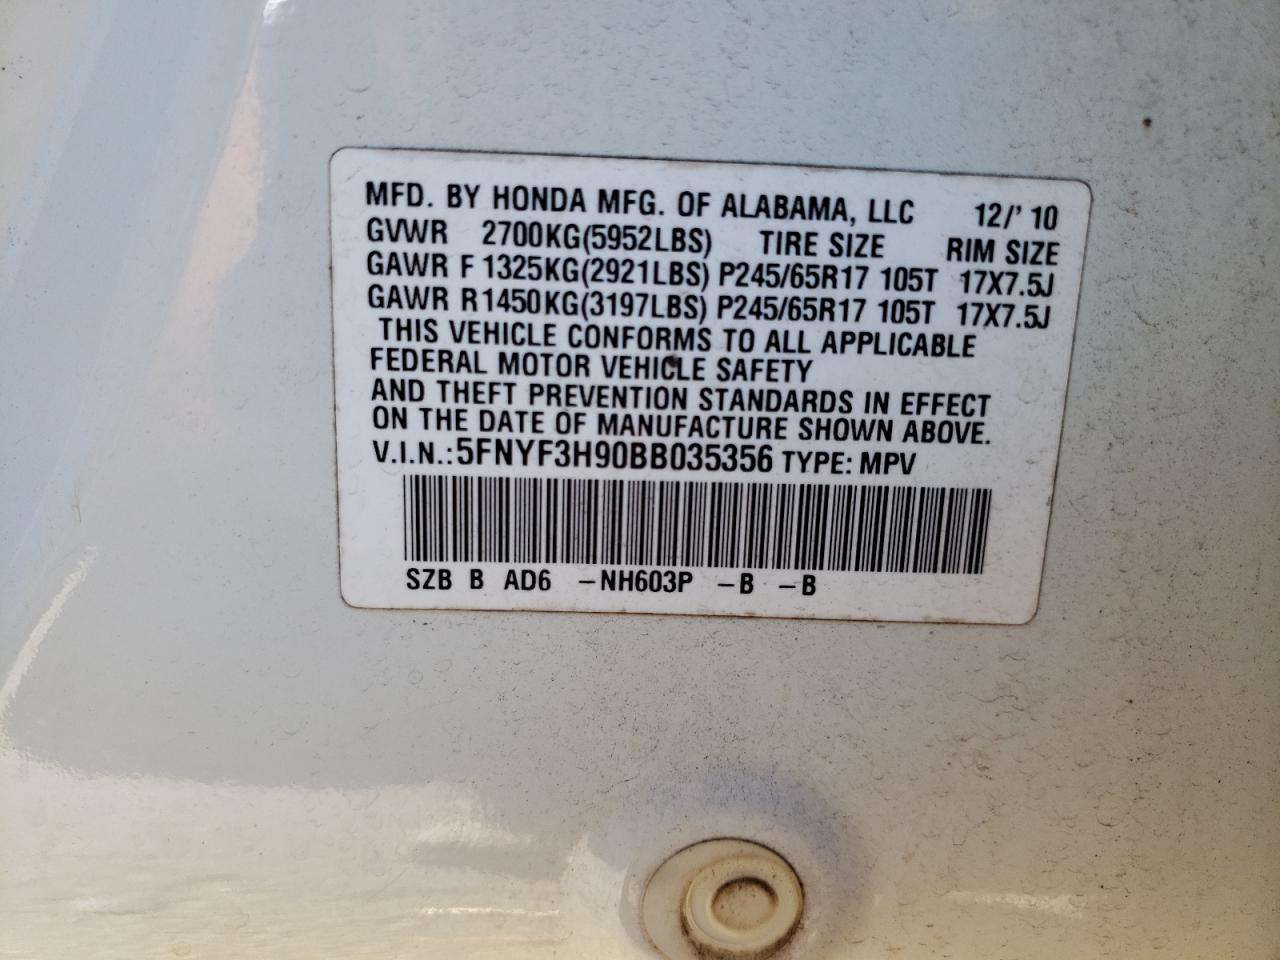 MFD. BY HONDA MFG. OF ALABAMA, LLC 12/' 10
GVWR 2700KG(5952LBS) TIRE SIZE RIM SIZE
GAWR F 1325KG(2921LBS) P245/65R17 105T 17X7.5J
GAWR R1450KG(3197LBS) P245/65R17 105T 17X7.5J
THIS VEHICLE CONFORMS TO ALL APPLICABLE
FEDERAL MOTOR VEHICLE SAFETY
AND THEFT PREVENTION STANDARDS IN EFFECT
ON THE DATE OF MANUFACTURE SHOWN ABOVE.
V.I.N.: 5FNYF3H90BB035356 TYPE: MPV
SZB B AD6 -NH603P -B -B